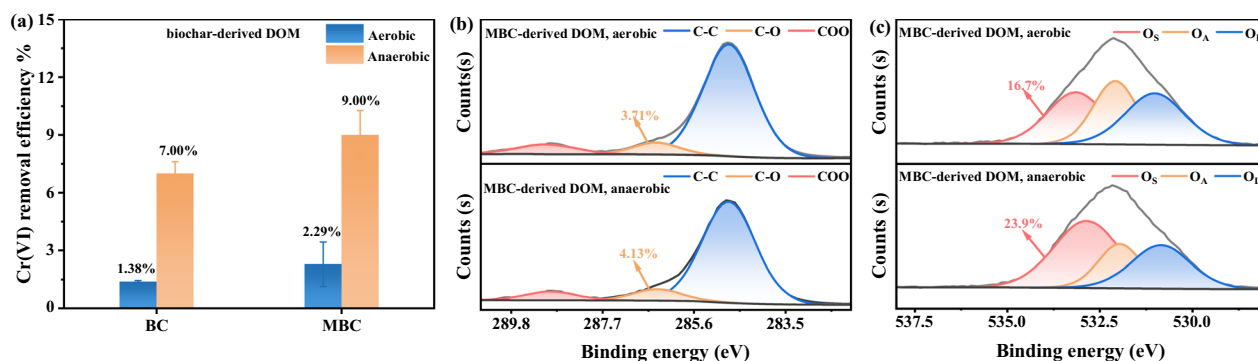 (a)
Cr(VI) removal efficiency %
15
12
9
6
3
0
biochar-derived DOM
Aerobic
Anaerobic
1.38%
7.00%
2.29%
9.00%
BC
MBC
(b)
Counts(s)
MBC-derived DOM, aerobic
C-C
C-O
COO
3.71%
Counts (s)
MBC-derived DOM, anaerobic
C-C
C-O
COO
4.13%
289.8
287.7
285.6
283.5
Binding energy (eV)
(c)
Counts (s)
MBC-derived DOM, aerobic
OS
OA
16.7%
Counts (s)
MBC-derived DOM, anaerobic
OS
OA
23.9%
537.5
535.0
532.5
530.0
Binding energy (eV)